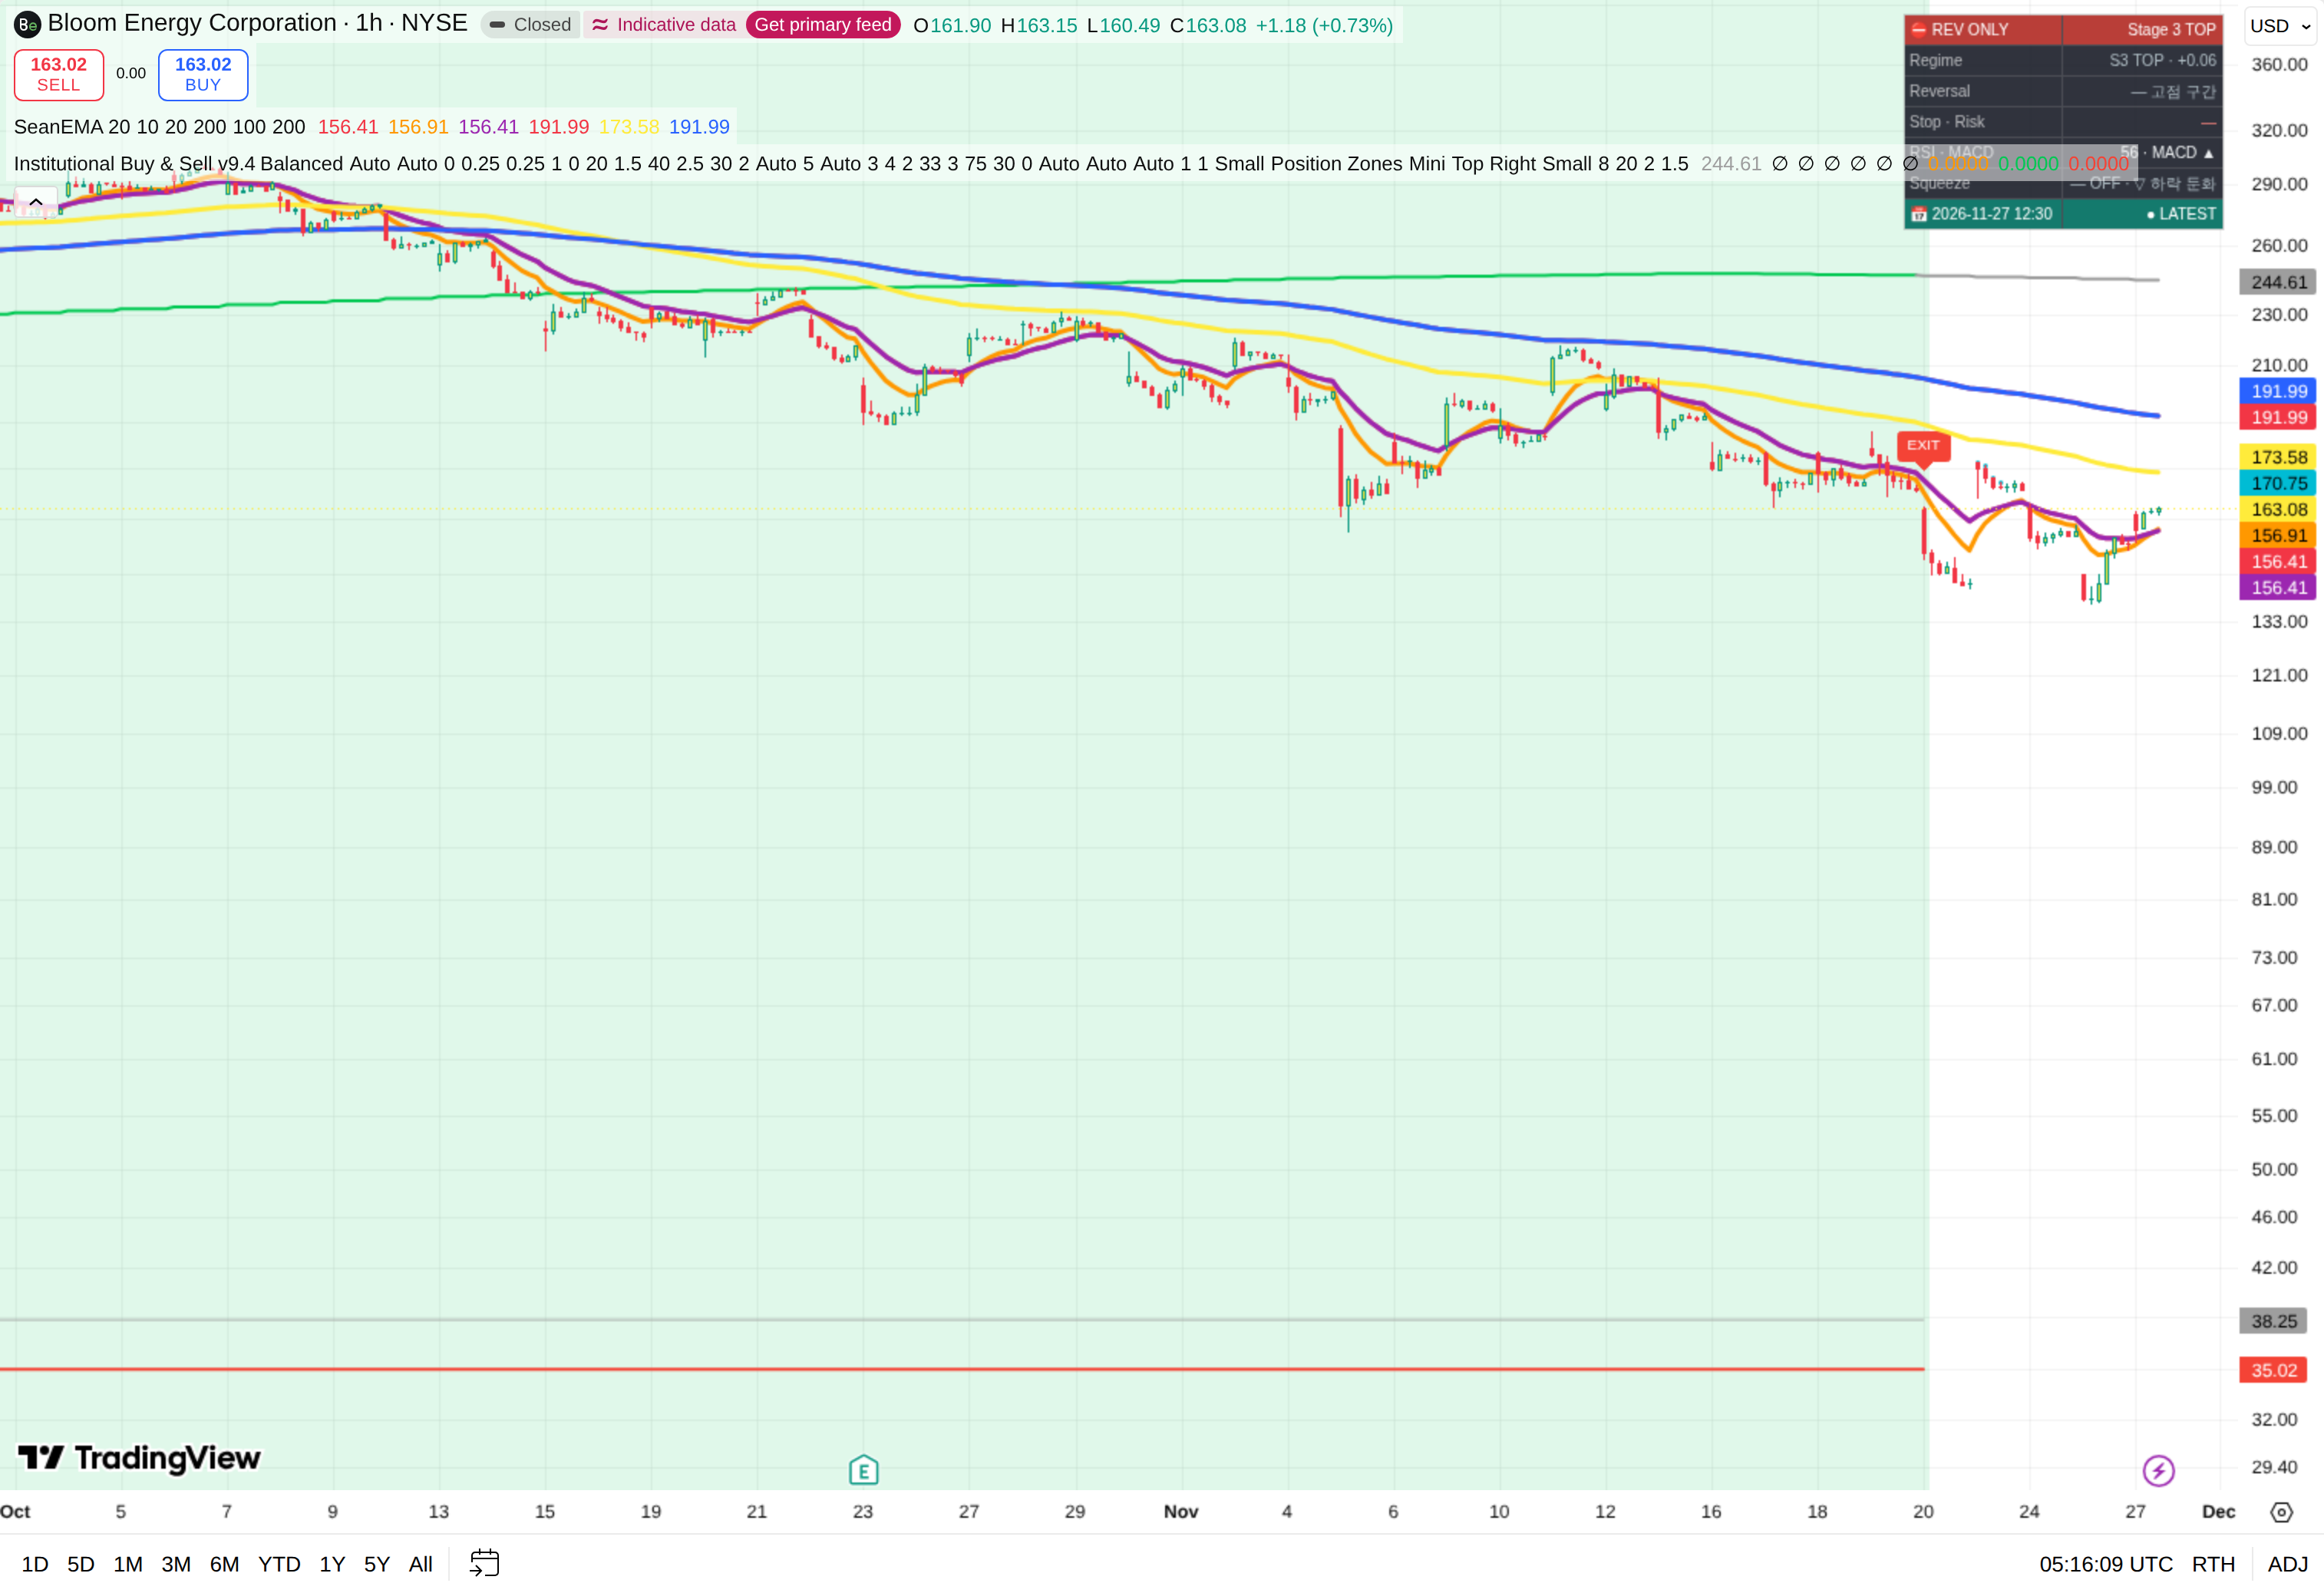 Be Bloom Energy Corporation · 1h · NYSE Closed Indicative data Get primary feed O161.90 H163.15 L160.49 C163.08 +1.18 (+0.73%)
163.02 SELL 0.00 163.02 BUY
SeanEMA 20 10 20 200 100 200 156.41 156.91 156.41 191.99 173.58 191.99
Institutional Buy & Sell v9.4 Balanced Auto Auto 0 0.25 0.25 1 0 20 1.5 40 2.5 30 2 Auto 5 Auto 3 4 2 33 3 75 30 0 Auto Auto Auto 1 1 Small Position Zones Mini Top Right Small 8 20 2 1.5 244.61 ∅ ∅ ∅ ∅ ∅ ∅ 0.0000 0.0000 0.0000
REV ONLY Stage 3 TOP
Regime S3 TOP · +0.06
Reversal — 고점 구간
Stop · Risk —
RSI · MACD 56 · MACD ▲
Squeeze — OFF · ▽ 하락 둔화
2026-11-27 12:30 ● LATEST
EXIT
USD
360.00
320.00
290.00
260.00
244.61
230.00
210.00
191.99
191.99
173.58
170.75
163.08
156.91
156.41
156.41
133.00
121.00
109.00
99.00
89.00
81.00
73.00
67.00
61.00
55.00
50.00
46.00
42.00
38.25
35.02
32.00
29.40
TradingView
E
Oct 5 7 9 13 15 19 21 23 27 29 Nov 4 6 10 12 16 18 20 24 27 Dec
1D 5D 1M 3M 6M YTD 1Y 5Y All 05:16:09 UTC RTH ADJ